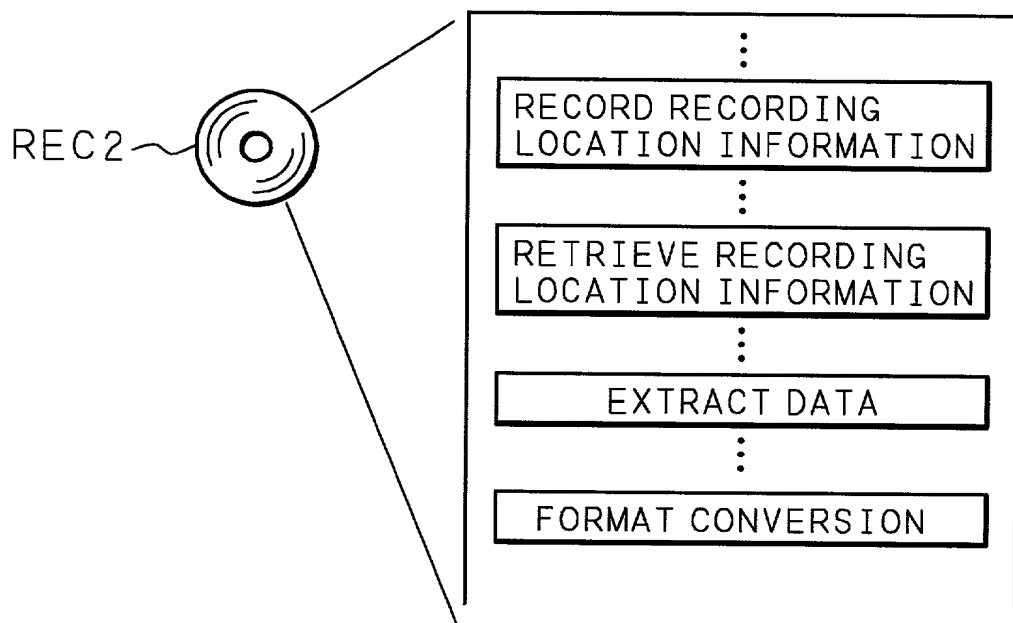 REC2
RECORD RECORDING
LOCATION INFORMATION
RETRIEVE RECORDING
LOCATION INFORMATION
EXTRACT DATA
FORMAT CONVERSION